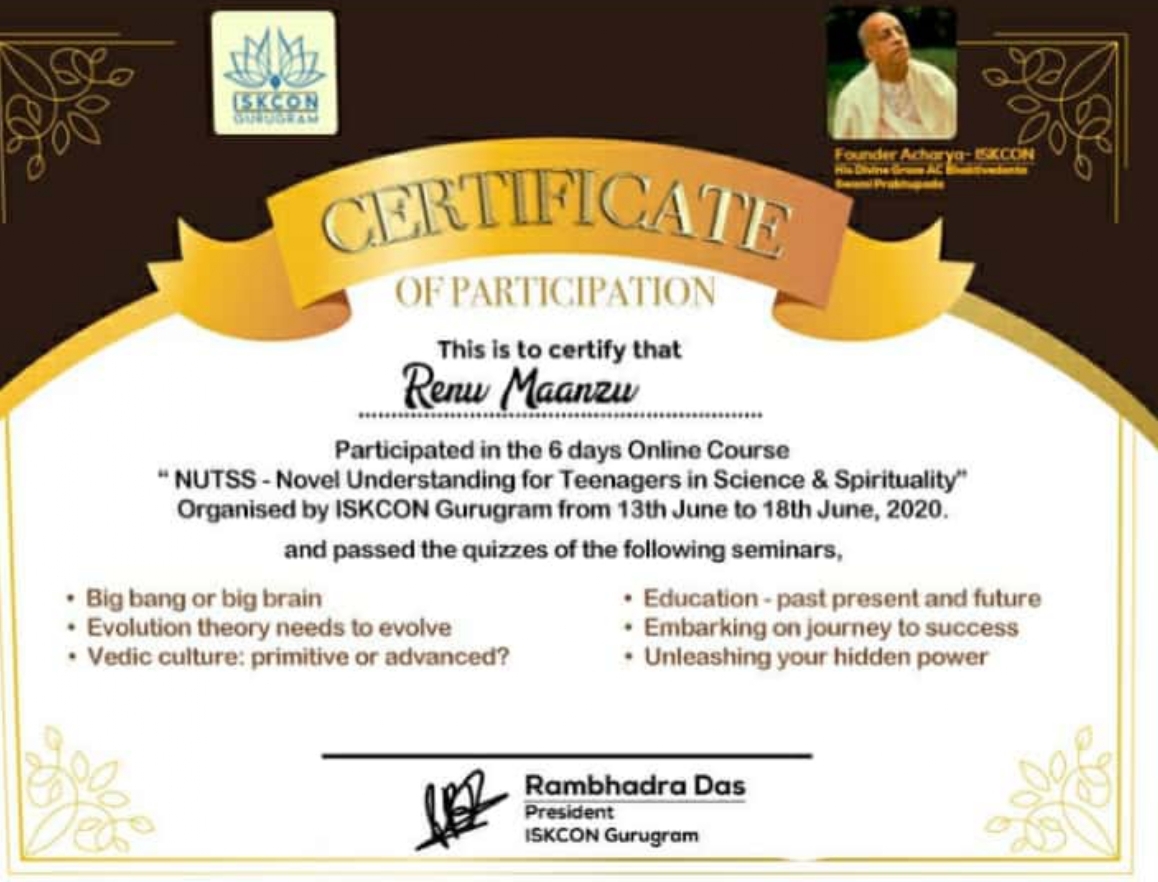 ISKCON
GURUGRAM
Founder Acharya- ISKCON
His Divine Grace AC Bhaktivedanta
Swami Prabhupada
CERTIFICATE
OF PARTICIPATION
This is to certify that
Renu Maanzu
Participated in the 6 days Online Course
“ NUTSS - Novel Understanding for Teenagers in Science & Spirituality”
Organised by ISKCON Gurugram from 13th June to 18th June, 2020.
and passed the quizzes of the following seminars,
• Big bang or big brain
• Evolution theory needs to evolve
• Vedic culture: primitive or advanced?
• Education - past present and future
• Embarking on journey to success
• Unleashing your hidden power
Rambhadra Das
President
ISKCON Gurugram